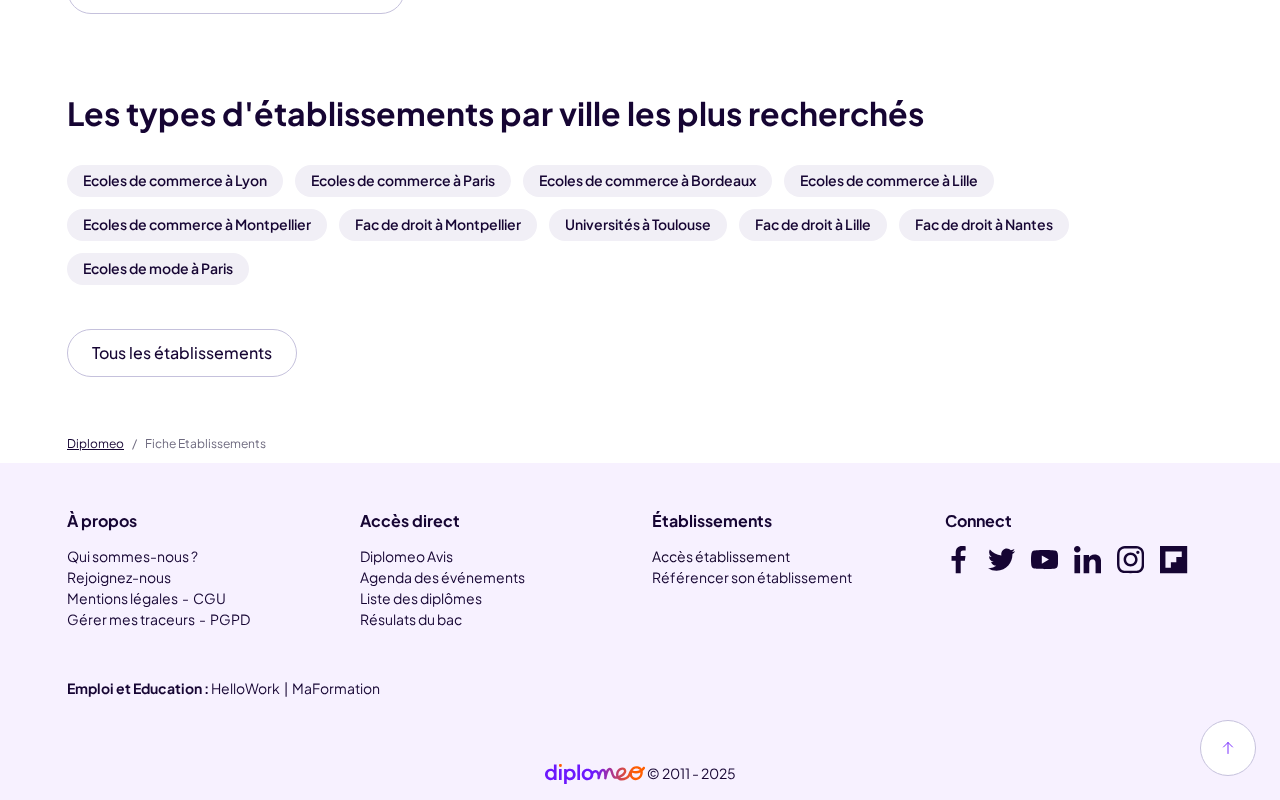 Les types d'établissements par ville les plus recherchés
Ecoles de commerce à Lyon
Ecoles de commerce à Paris
Ecoles de commerce à Bordeaux
Ecoles de commerce à Lille
Ecoles de commerce à Montpellier
Fac de droit à Montpellier
Universités à Toulouse
Fac de droit à Lille
Fac de droit à Nantes
Ecoles de mode à Paris
Tous les établissements
Diplomeo / Fiche Etablissements
À propos
Qui sommes-nous ?
Rejoignez-nous
Mentions légales - CGU
Gérer mes traceurs - PGPD
Accès direct
Diplomeo Avis
Agenda des événements
Liste des diplômes
Résulats du bac
Établissements
Accès établissement
Référencer son établissement
Connect
Emploi et Education : HelloWork | MaFormation
diplomeo © 2011 - 2025